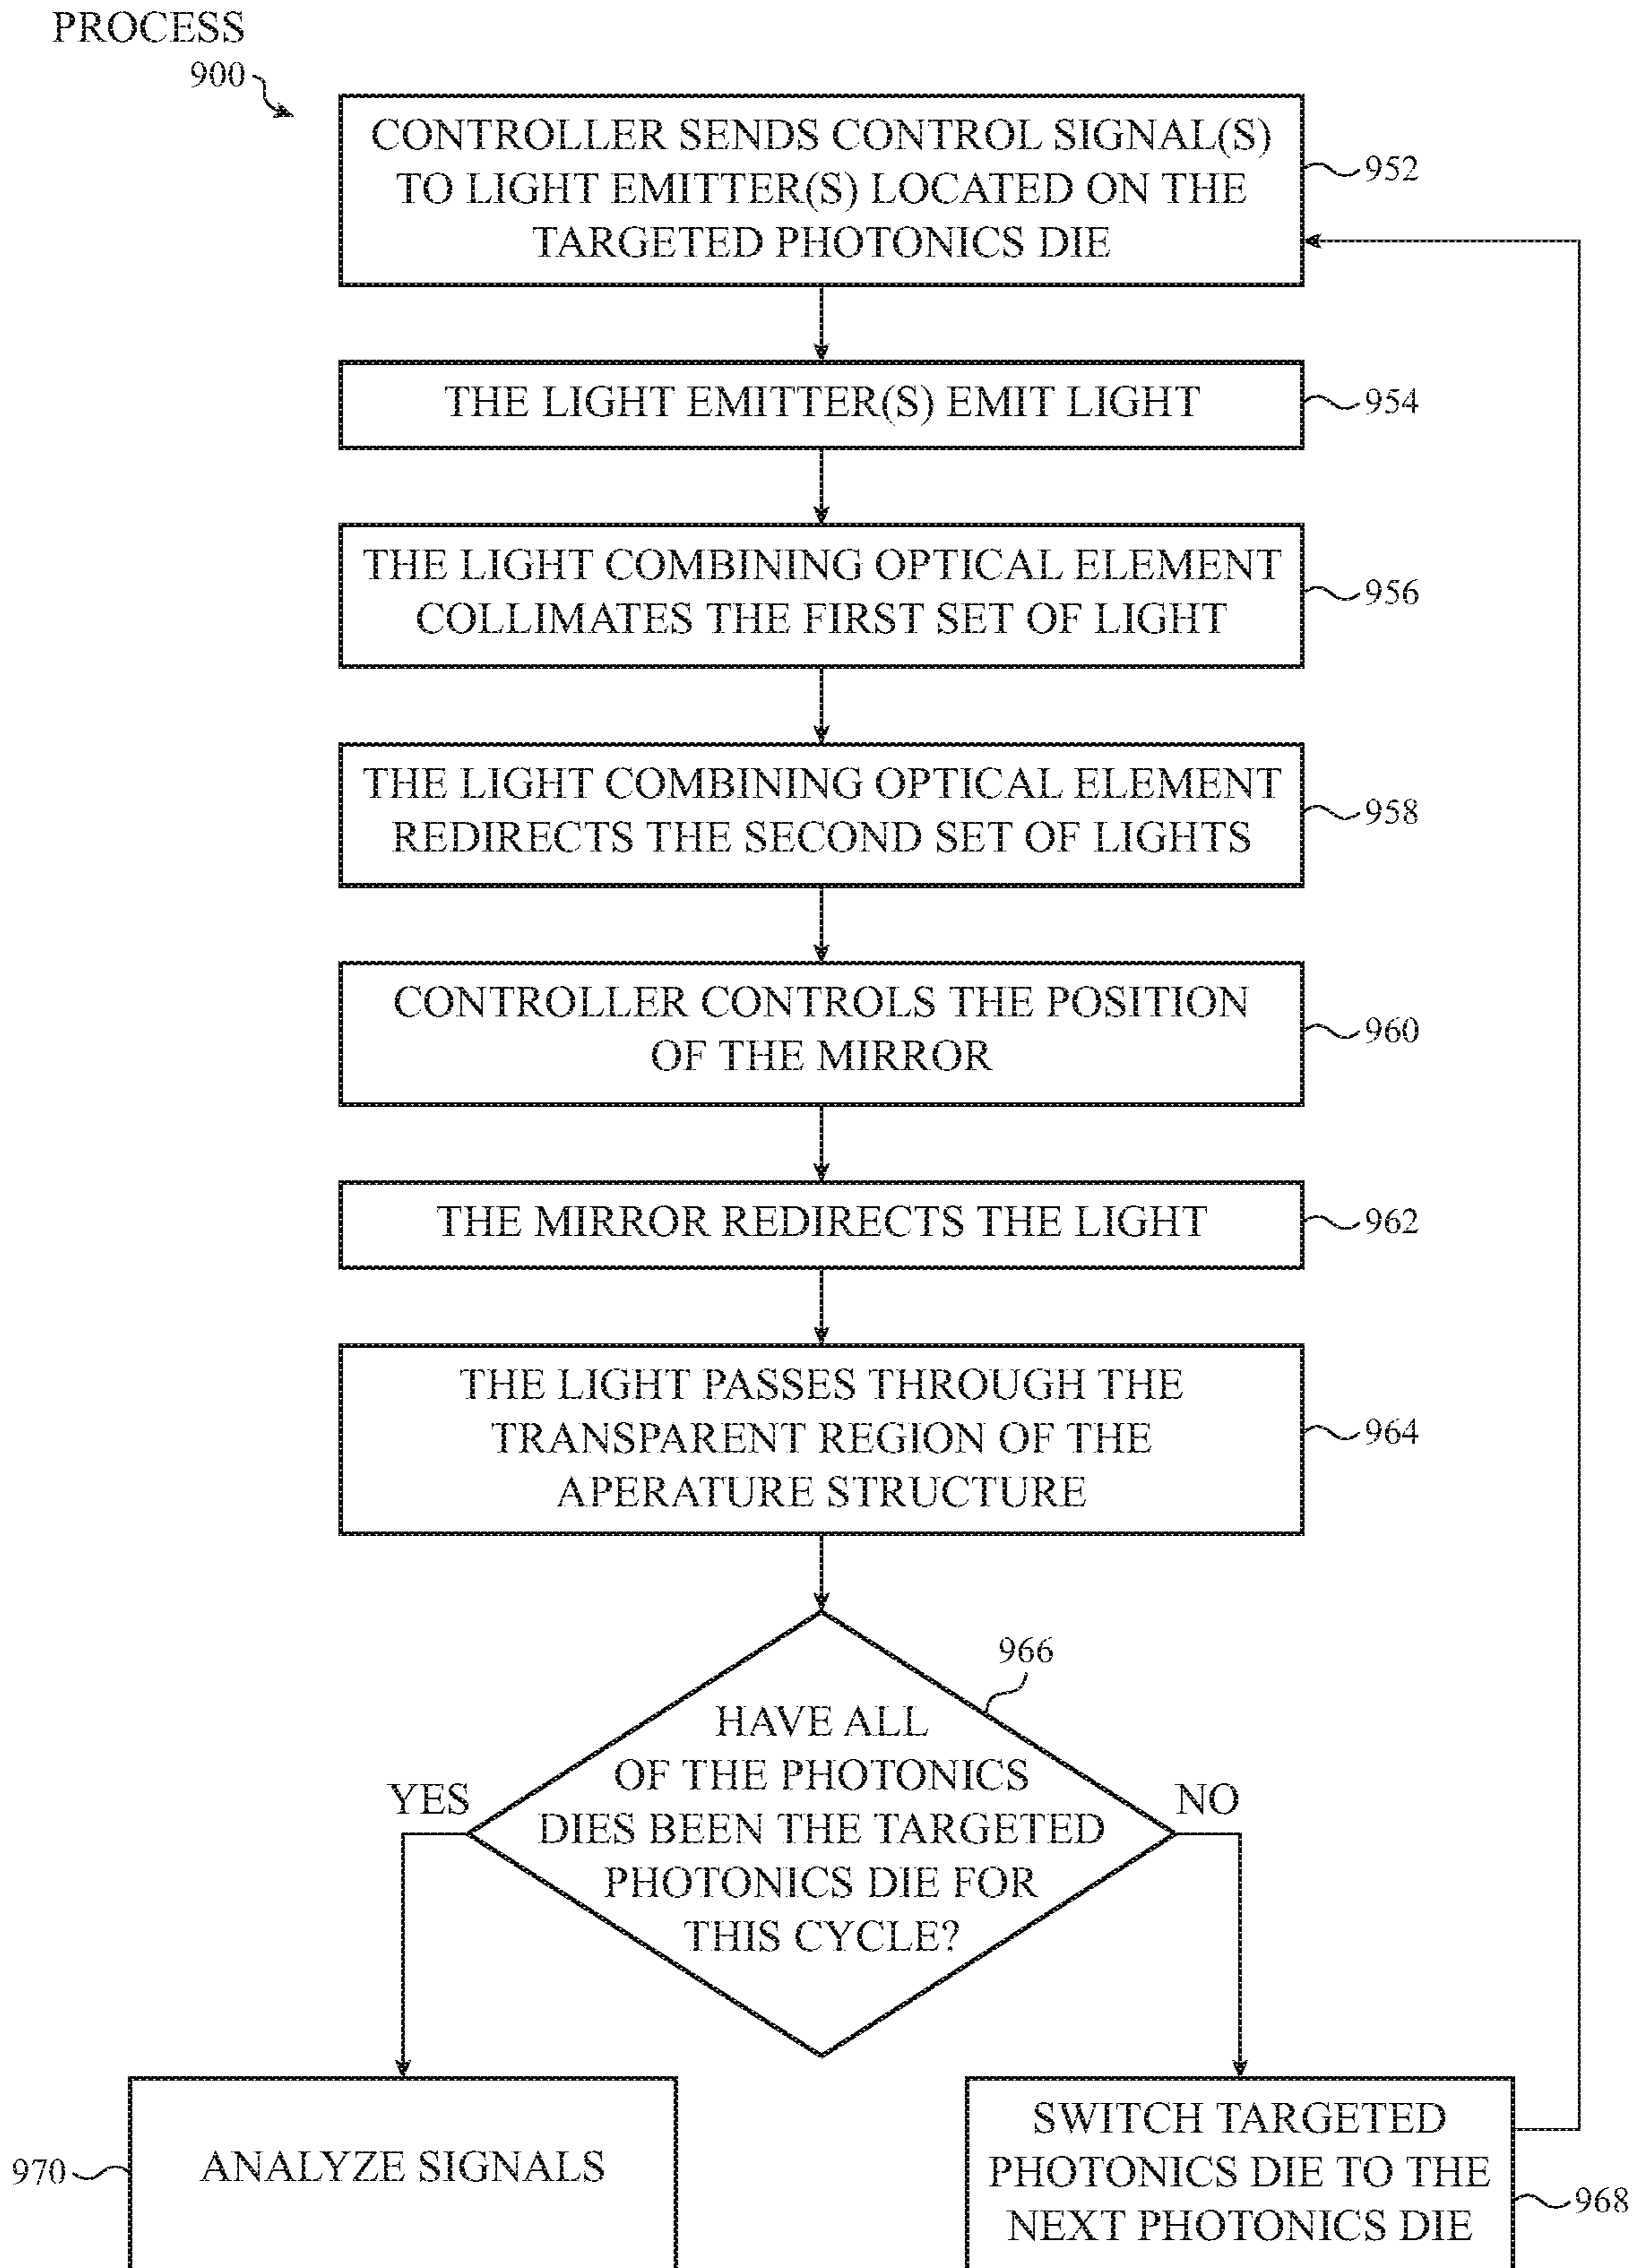 PROCESS
900
CONTROLLER SENDS CONTROL SIGNAL(S)
TO LIGHT EMITTER(S) LOCATED ON THE
TARGETED PHOTONICS DIE
952
THE LIGHT EMITTER(S) EMIT LIGHT
954
THE LIGHT COMBINING OPTICAL ELEMENT
COLLIMATES THE FIRST SET OF LIGHT
956
THE LIGHT COMBINING OPTICAL ELEMENT
REDIRECTS THE SECOND SET OF LIGHTS
958
CONTROLLER CONTROLS THE POSITION
OF THE MIRROR
960
THE MIRROR REDIRECTS THE LIGHT
962
THE LIGHT PASSES THROUGH THE
TRANSPARENT REGION OF THE
APERATURE STRUCTURE
964
966
HAVE ALL
OF THE PHOTONICS
DIES BEEN THE TARGETED
PHOTONICS DIE FOR
THIS CYCLE?
YES
NO
970
ANALYZE SIGNALS
SWITCH TARGETED
PHOTONICS DIE TO THE
NEXT PHOTONICS DIE
968